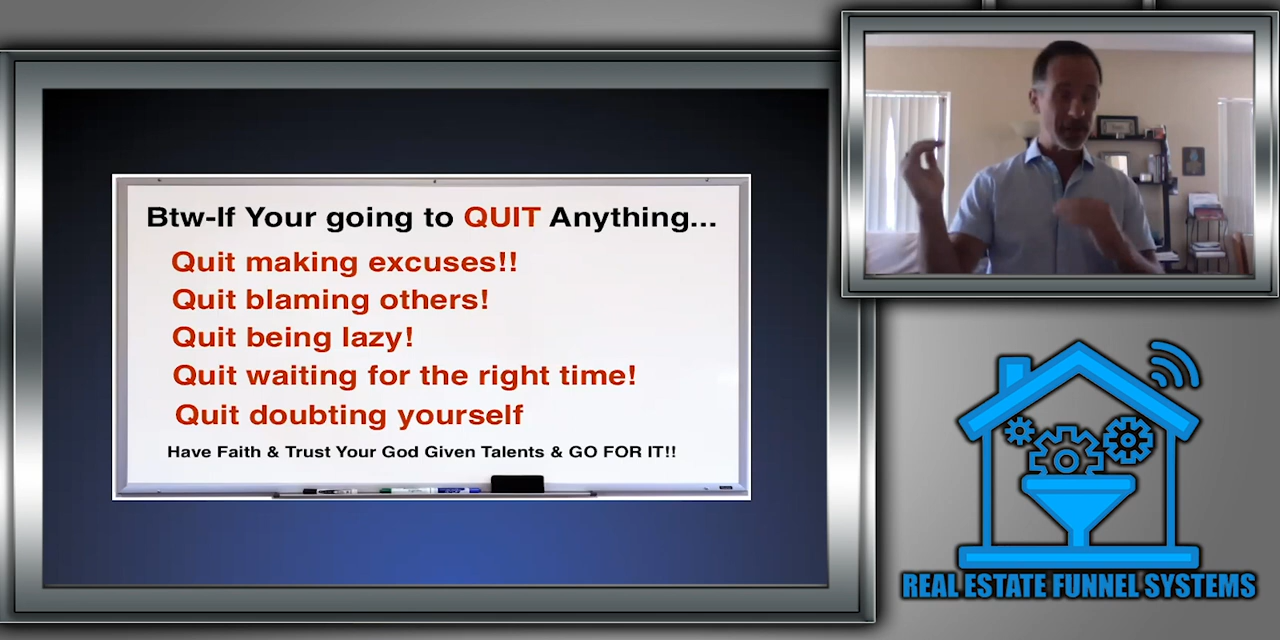 Btw-If Your going to QUIT Anything...
Quit making excuses!!
Quit blaming others!
Quit being lazy!
Quit waiting for the right time!
Quit doubting yourself
Have Faith & Trust Your God Given Talents & GO FOR IT!!
REAL ESTATE FUNNEL SYSTEMS